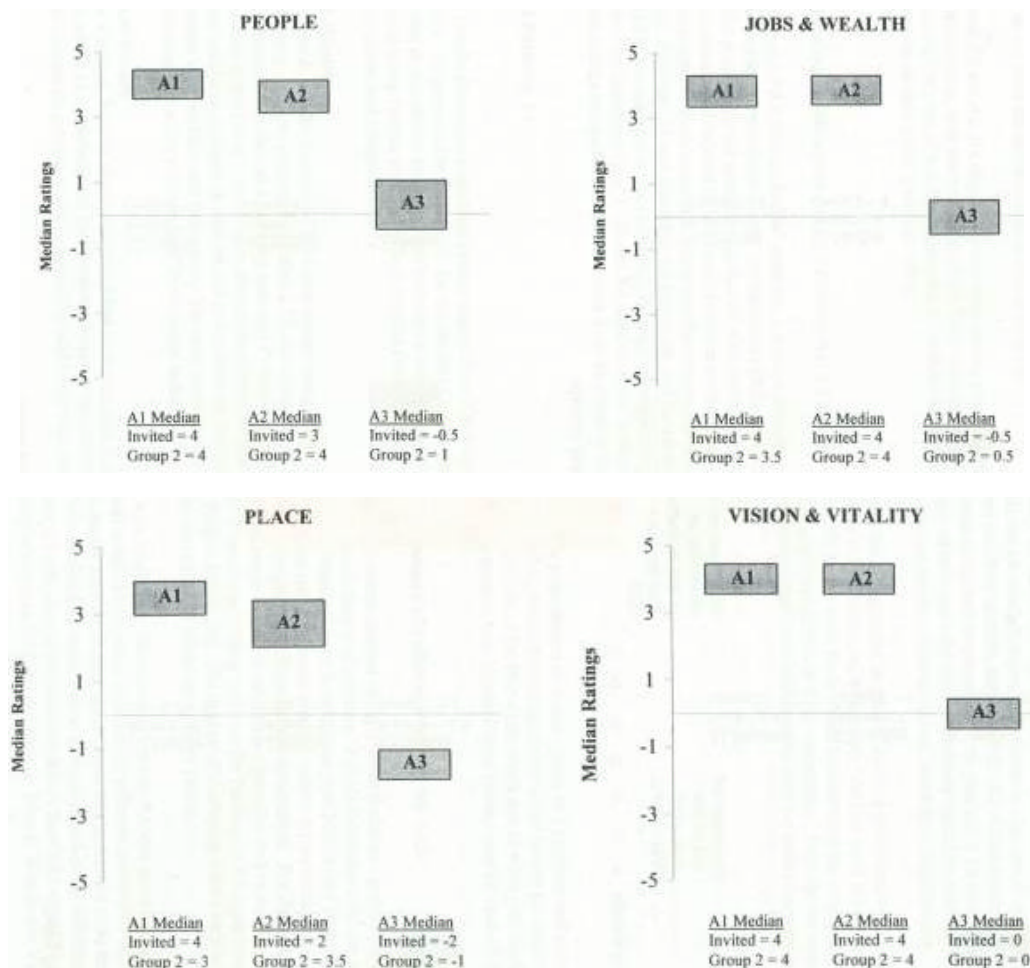 PEOPLE
5
3
1
-1
-3
-5
Median Ratings
A1
A2
A3
A1 Median
Invited = 4
Group 2 = 4
A2 Median
Invited = 3
Group 2 = 4
A3 Median
Invited = -0.5
Group 2 = 1
JOBS & WEALTH
5
3
1
-1
-3
-5
Median Ratings
A1
A2
A3
A1 Median
Invited = 4
Group 2 = 3.5
A2 Median
Invited = 4
Group 2 = 4
A3 Median
Invited = -0.5
Group 2 = 0.5
PLACE
5
3
1
-1
-3
-5
Median Ratings
A1
A2
A3
A1 Median
Invited = 4
Group 2 = 3
A2 Median
Invited = 2
Group 2 = 3.5
A3 Median
Invited = -2
Group 2 = -1
VISION & VITALITY
5
3
1
-1
-3
-5
Median Ratings
A1
A2
A3
A1 Median
Invited = 4
Group 2 = 4
A2 Median
Invited = 4
Group 2 = 4
A3 Median
Invited = 0
Group 2 = 0